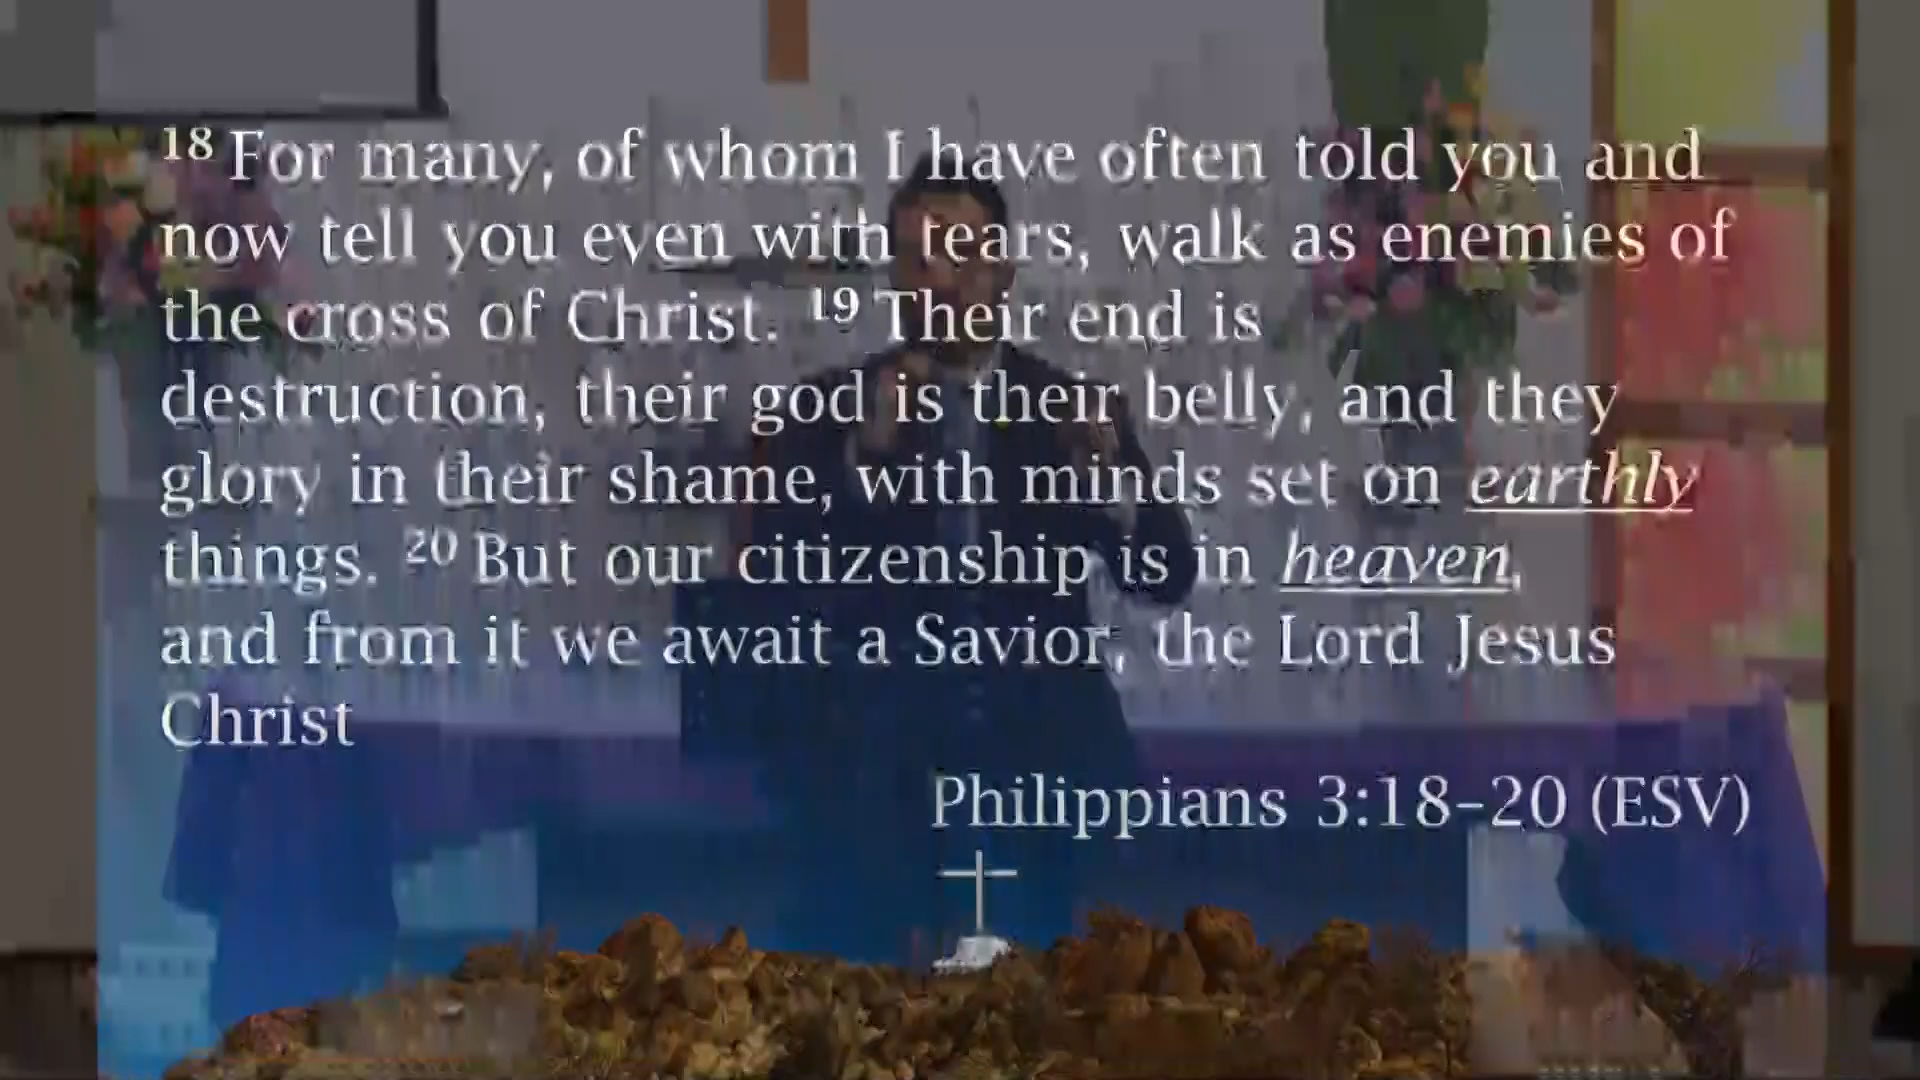 18 For many, of whom I have often told you and
now tell you even with tears, walk as enemies of
the cross of Christ. 19 Their end is
destruction, their god is their belly, and they
glory in their shame, with minds set on earthly
things. 20 But our citizenship is in heaven,
and from it we await a Savior, the Lord Jesus
Christ
Philippians 3:18–20 (ESV)